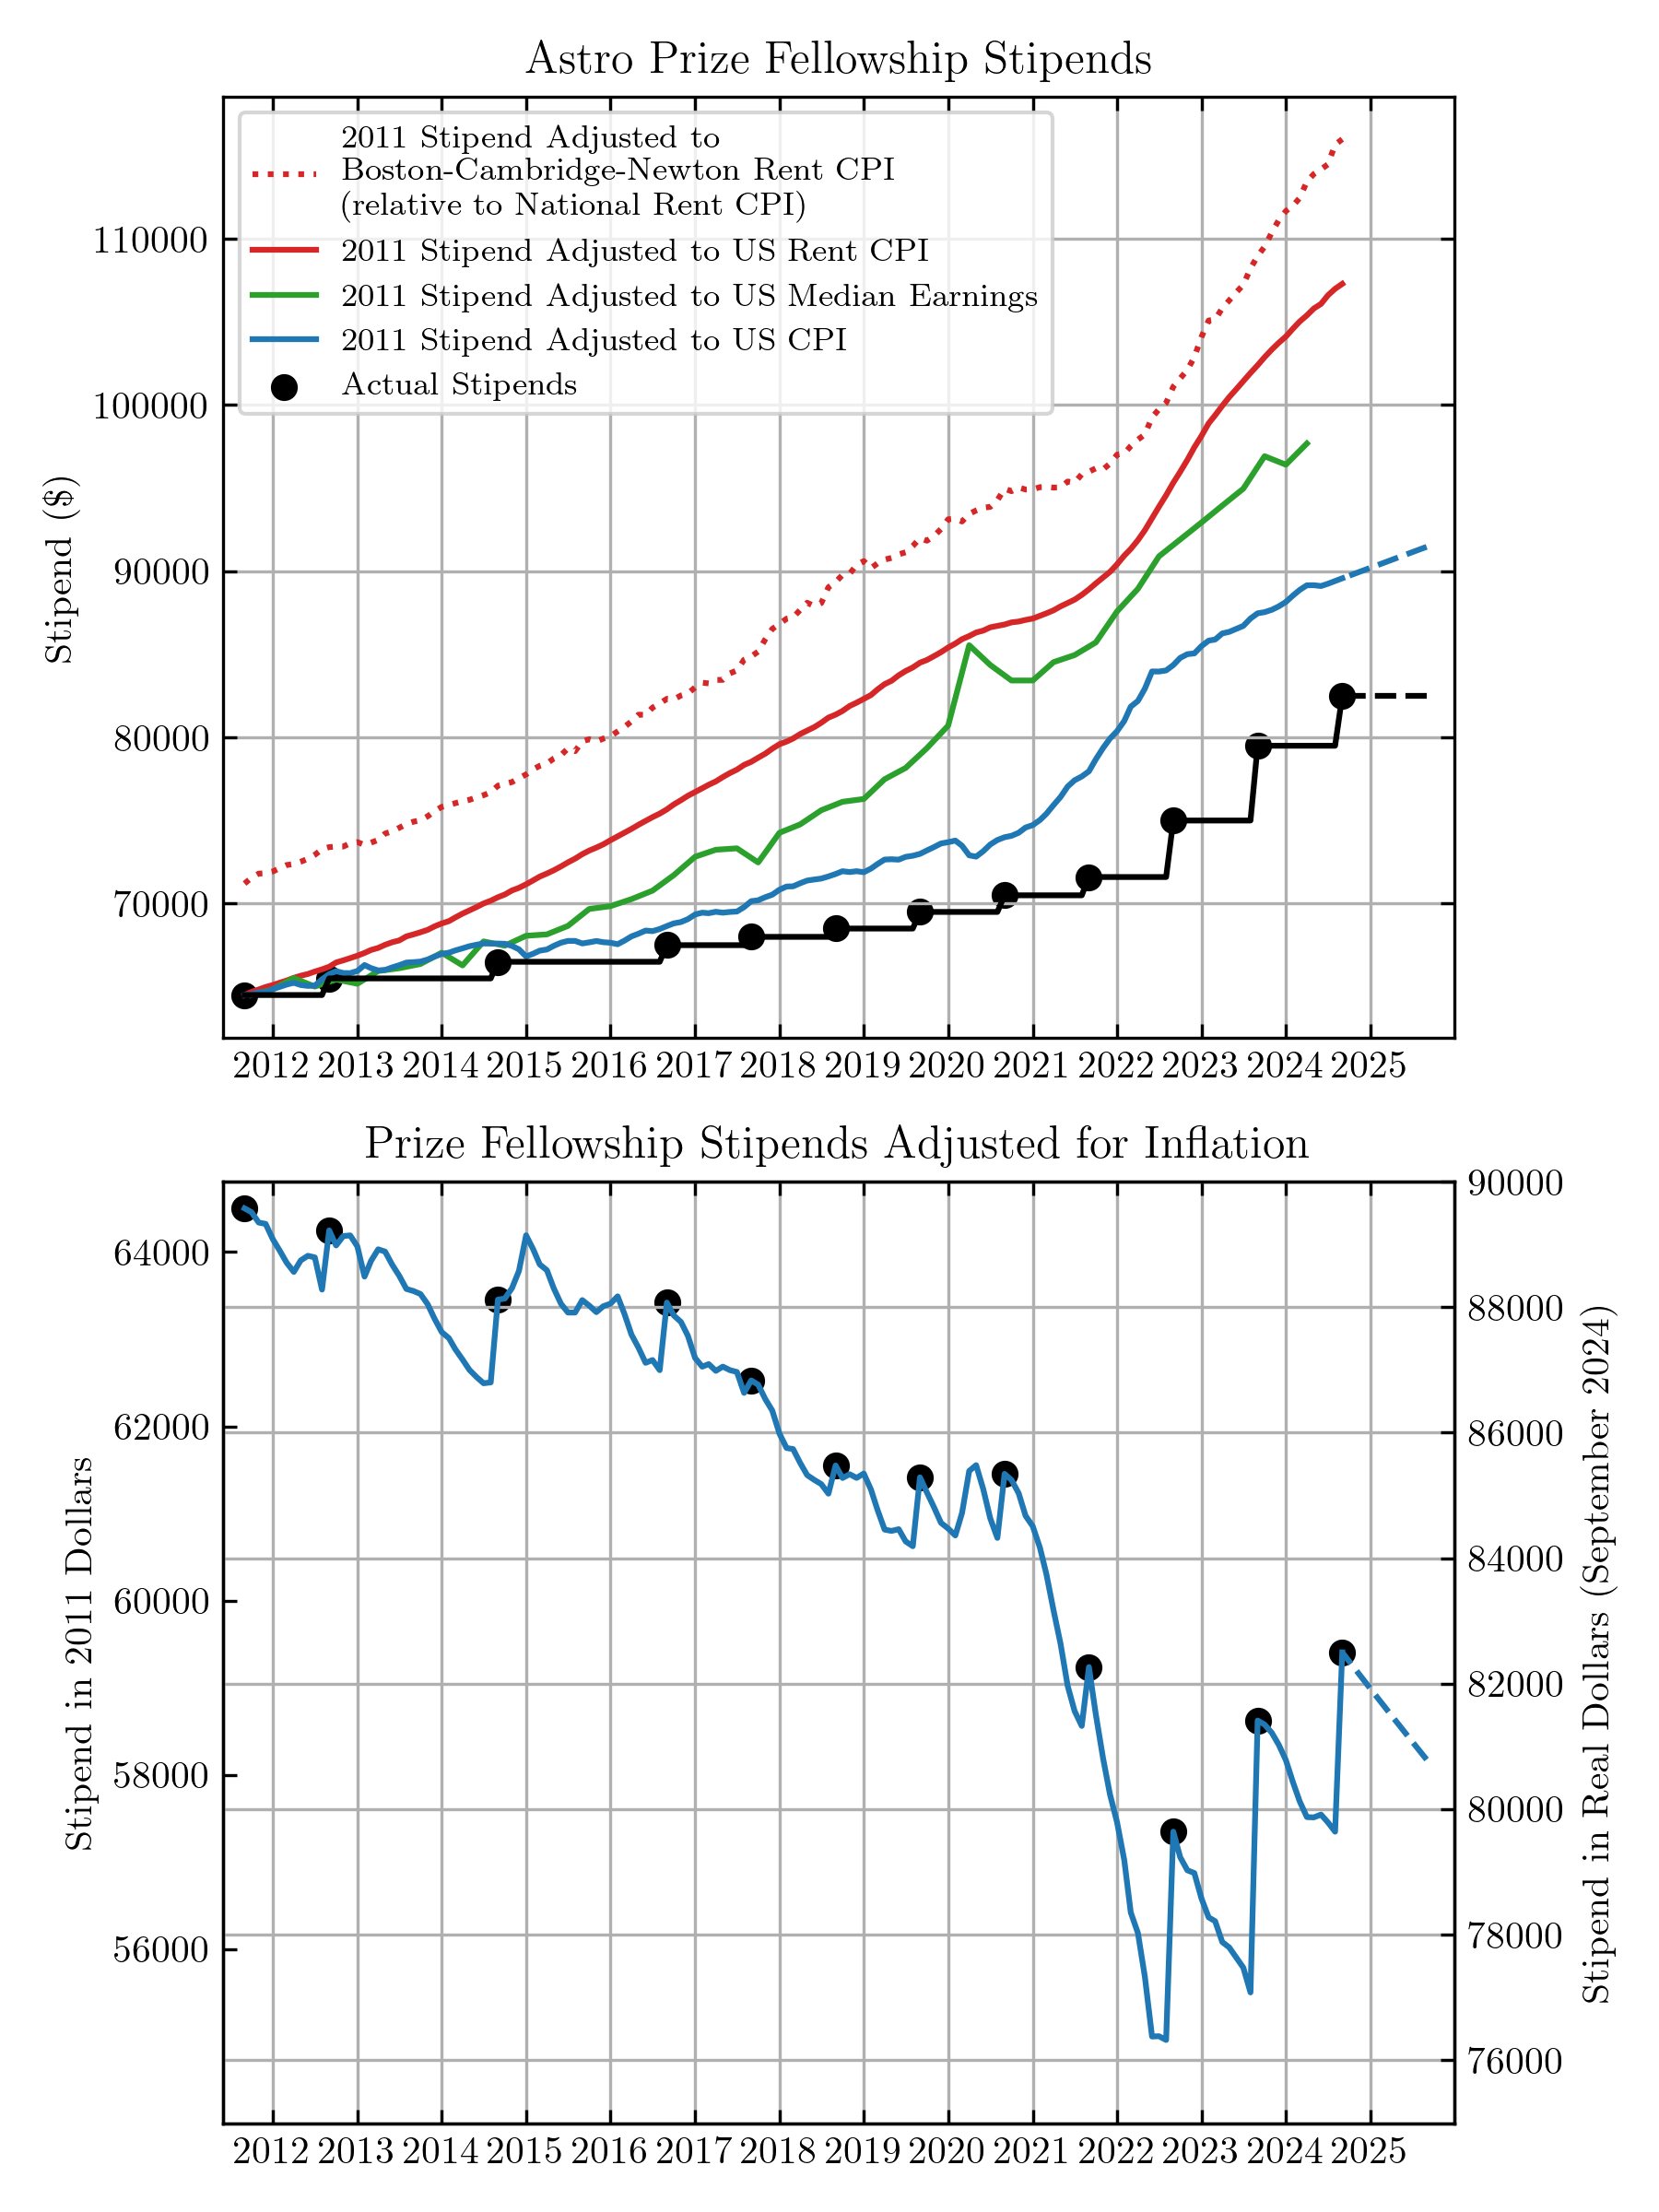 Astro Prize Fellowship Stipends
2011 Stipend Adjusted to
Boston-Cambridge-Newton Rent CPI
(relative to National Rent CPI)
2011 Stipend Adjusted to US Rent CPI
2011 Stipend Adjusted to US Median Earnings
2011 Stipend Adjusted to US CPI
Actual Stipends
Stipend ($)
110000
100000
90000
80000
70000
2012 2013 2014 2015 2016 2017 2018 2019 2020 2021 2022 2023 2024 2025
Prize Fellowship Stipends Adjusted for Inflation
Stipend in 2011 Dollars
64000
62000
60000
58000
56000
90000
88000
86000
84000
82000
80000
78000
76000
Stipend in Real Dollars (September 2024)
2012 2013 2014 2015 2016 2017 2018 2019 2020 2021 2022 2023 2024 2025